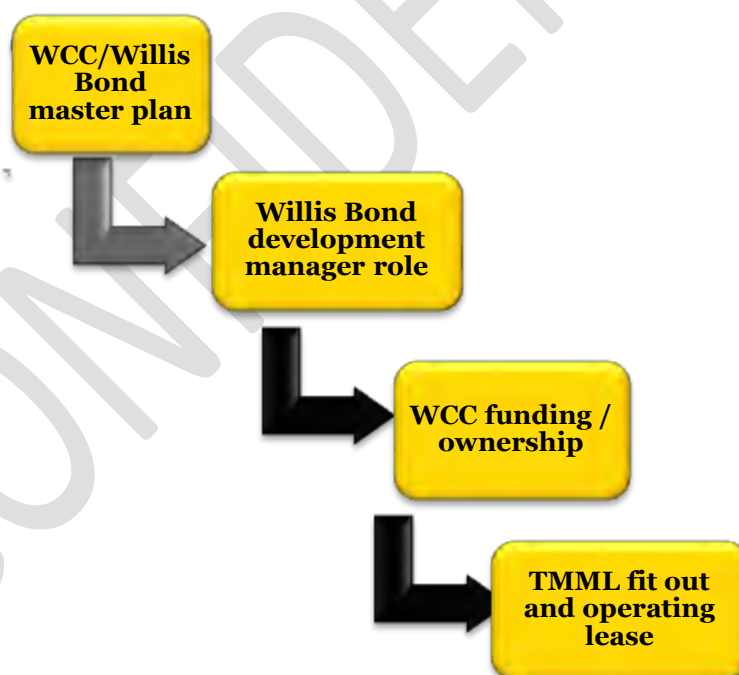 WCC/Willis
Bond
master plan
Willis Bond
development
manager role
WCC funding /
ownership
TMML fit out
and operating
lease